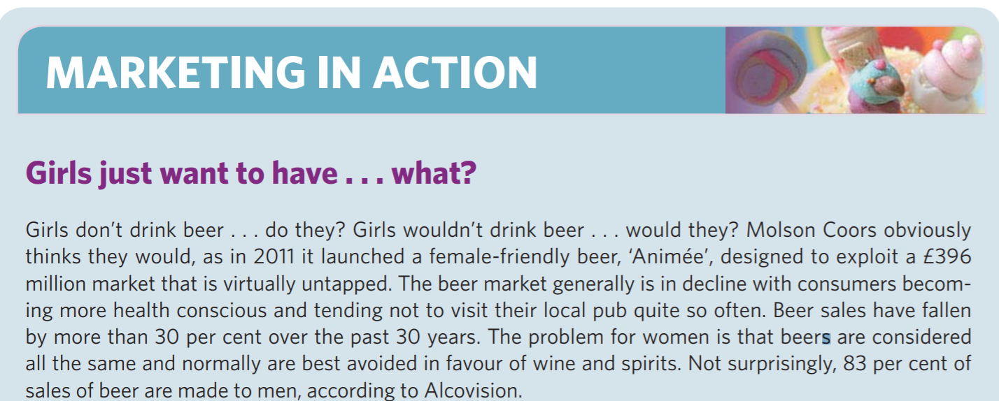 MARKETING IN ACTION
Girls just want to have . . . what?
Girls don't drink beer . . . do they? Girls wouldn't drink beer . . . would they? Molson Coors obviously
thinks they would, as in 2011 it launched a female-friendly beer, 'Animée', designed to exploit a £396
million market that is virtually untapped. The beer market generally is in decline with consumers becom-
ing more health conscious and tending not to visit their local pub quite so often. Beer sales have fallen
by more than 30 per cent over the past 30 years. The problem for women is that beers are considered
all the same and normally are best avoided in favour of wine and spirits. Not surprisingly, 83 per cent of
sales of beer are made to men, according to Alcovision.